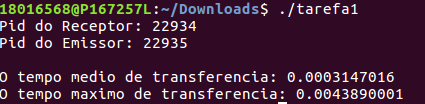 18016568@P167257L:~/Downloads$ ./tarefa1
Pid do Receptor: 22934
Pid do Emissor: 22935
O tempo medio de transferencia: 0.0003147016
O tempo maximo de transferencia: 0.0043890001